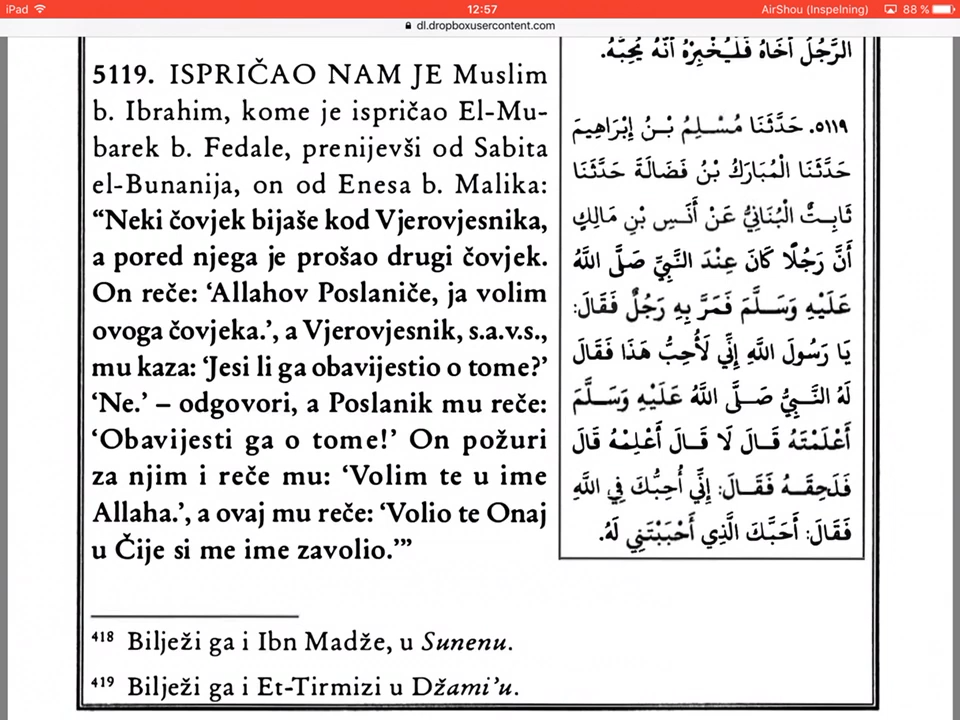 iPad 12:57 AirShou (Inspelning) 88 %
dl.dropboxusercontent.com
5119. ISPRIČAO NAM JE Muslim
b. Ibrahim, kome je ispričao El-Mu-
barek b. Fedale, prenijevši od Sabita
el-Bunanija, on od Enesa b. Malika:
“Neki čovjek bijaše kod Vjerovjesnika,
a pored njega je prošao drugi čovjek.
On reče: ‘Allahov Poslaniče, ja volim
ovoga čovjeka.’, a Vjerovjesnik, s.a.v.s.,
mu kaza: ‘Jesi li ga obavijestio o tome?’
‘Ne.’ – odgovori, a Poslanik mu reče:
‘Obavijesti ga o tome!’ On požuri
za njim i reče mu: ‘Volim te u ime
Allaha.’, a ovaj mu reče: ‘Volio te Onaj
u Čije si me ime zavolio.’”
الرَّجُلُ أَخَاهُ فَلْيُخْبِرْهُ أَنَّهُ يُحِبُّهُ.
٥١١٩. حَدَّثَنَا مُسْلِمُ بْنُ إِبْرَاهِيمَ
حَدَّثَنَا الْمُبَارَكُ بْنُ فَضَالَةَ حَدَّثَنَا
ثَابِتٌ الْبُنَانِيُّ عَنْ أَنَسِ بْنِ مَالِكٍ
أَنَّ رَجُلًا كَانَ عِنْدَ النَّبِيِّ صَلَّى اللَّهُ
عَلَيْهِ وَسَلَّمَ فَمَرَّ بِهِ رَجُلٌ فَقَالَ:
يَا رَسُولَ اللَّهِ إِنِّي لَأُحِبُّ هَذَا فَقَالَ
لَهُ النَّبِيُّ صَلَّى اللَّهُ عَلَيْهِ وَسَلَّمَ
أَعْلَمْتَهُ قَالَ لَا قَالَ أَعْلِمْهُ قَالَ
فَلَحِقَهُ فَقَالَ: إِنِّي أُحِبُّكَ فِي اللَّهِ
فَقَالَ: أَحَبَّكَ الَّذِي أَحْبَبْتَنِي لَهُ.
418 Bilježi ga i Ibn Madže, u Sunenu.
419 Bilježi ga i Et-Tirmizi u Džami’u.